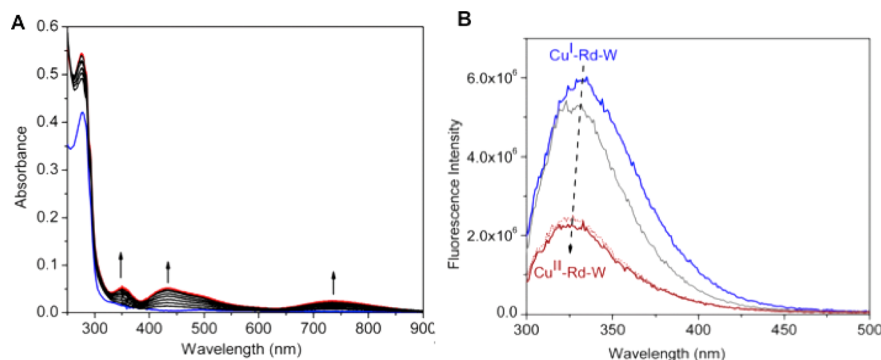 A
0.6
0.5
0.4
0.3
0.2
0.1
0.0
Absorbance
300 400 500 600 700 800 900
Wavelength (nm)
B
Cuᴵ-Rd-W
6.0x10⁶
4.0x10⁶
2.0x10⁶
0.0
Fluorescence Intensity
Cuᴵᴵ-Rd-W
300 350 400 450 500
Wavelength (nm)